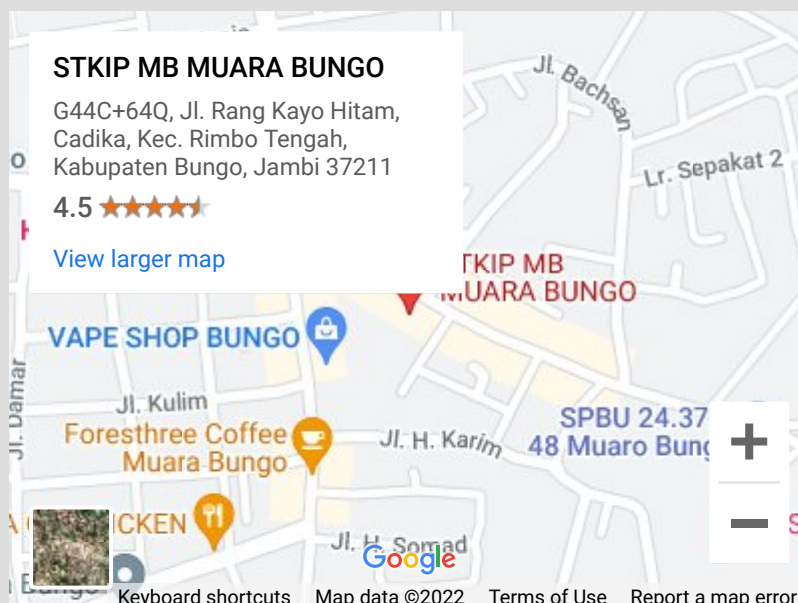 STKIP MB MUARA BUNGO
G44C+64Q, Jl. Rang Kayo Hitam,
Cadika, Kec. Rimbo Tengah,
Kabupaten Bungo, Jambi 37211
4.5
View larger map
Jl. Bachsan
Lr. Sepakat 2
TKIP MB
MUARA BUNGO
VAPE SHOP BUNGO
Jl. Damar
Jl. Kulim
SPBU 24.37
48 Muaro Bung
Foresthree Coffee
Muara Bungo
Jl. H. Karim
ICKEN
Jl. H. Somad
Google
Bungo
Keyboard shortcuts Map data ©2022 Terms of Use Report a map error